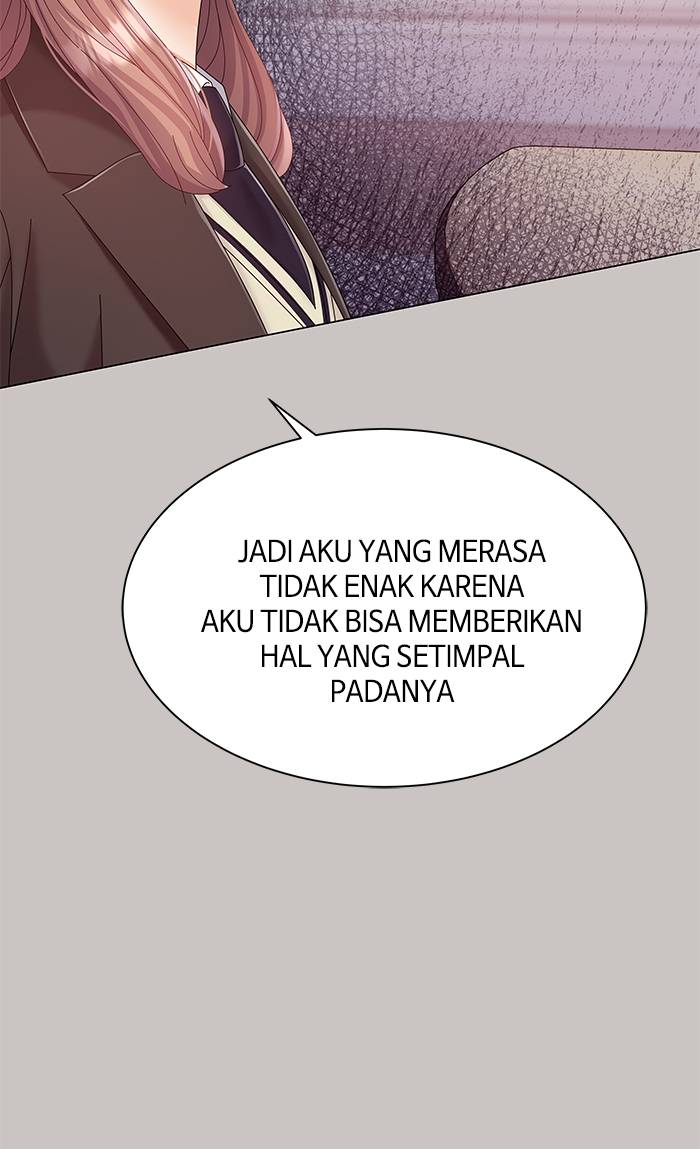 JADI AKU YANG MERASA
TIDAK ENAK KARENA
AKU TIDAK BISA MEMBERIKAN
HAL YANG SETIMPAL
PADANYA